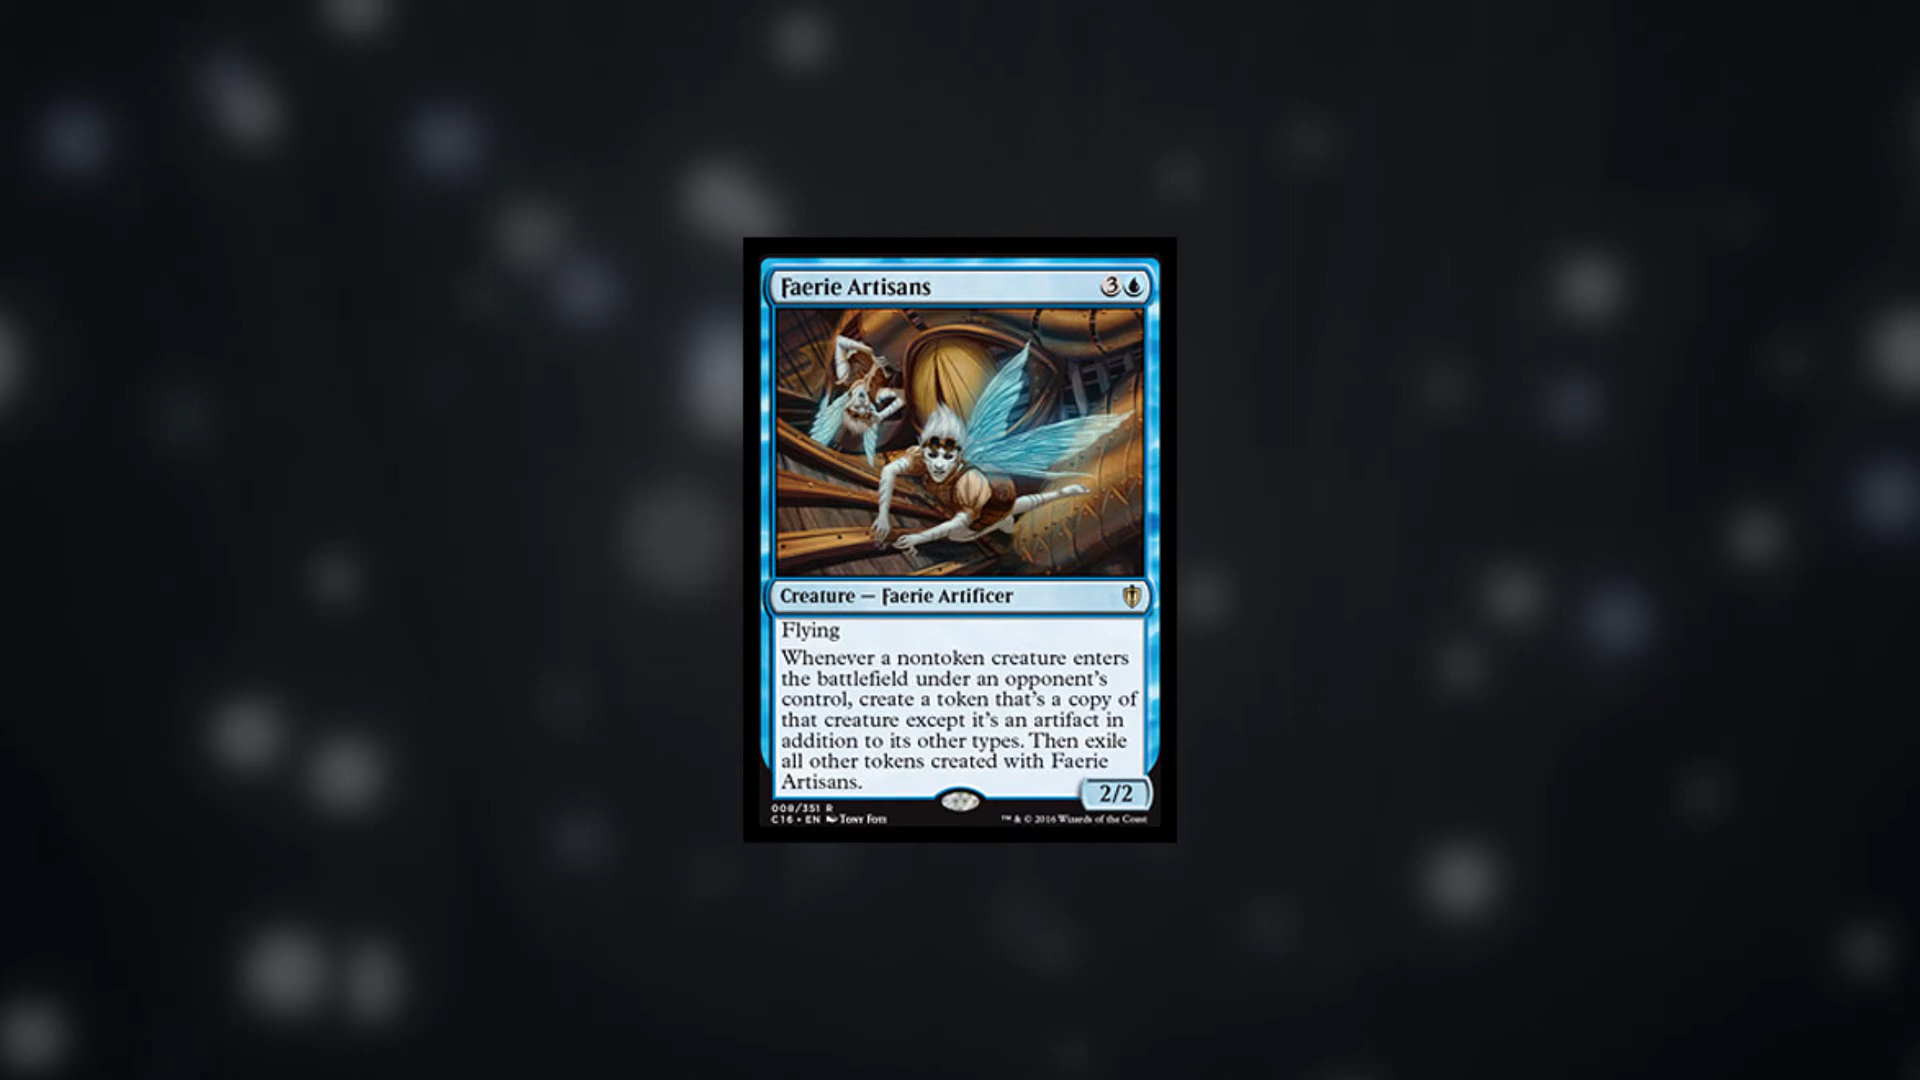 Faerie Artisans 3
Creature — Faerie Artificer
Flying
Whenever a nontoken creature enters
the battlefield under an opponent's
control, create a token that's a copy of
that creature except it's an artifact in
addition to its other types. Then exile
all other tokens created with Faerie
Artisans.
2/2
008/351 R
C16 • EN Tony Foti
™ & © 2016 Wizards of the Coast